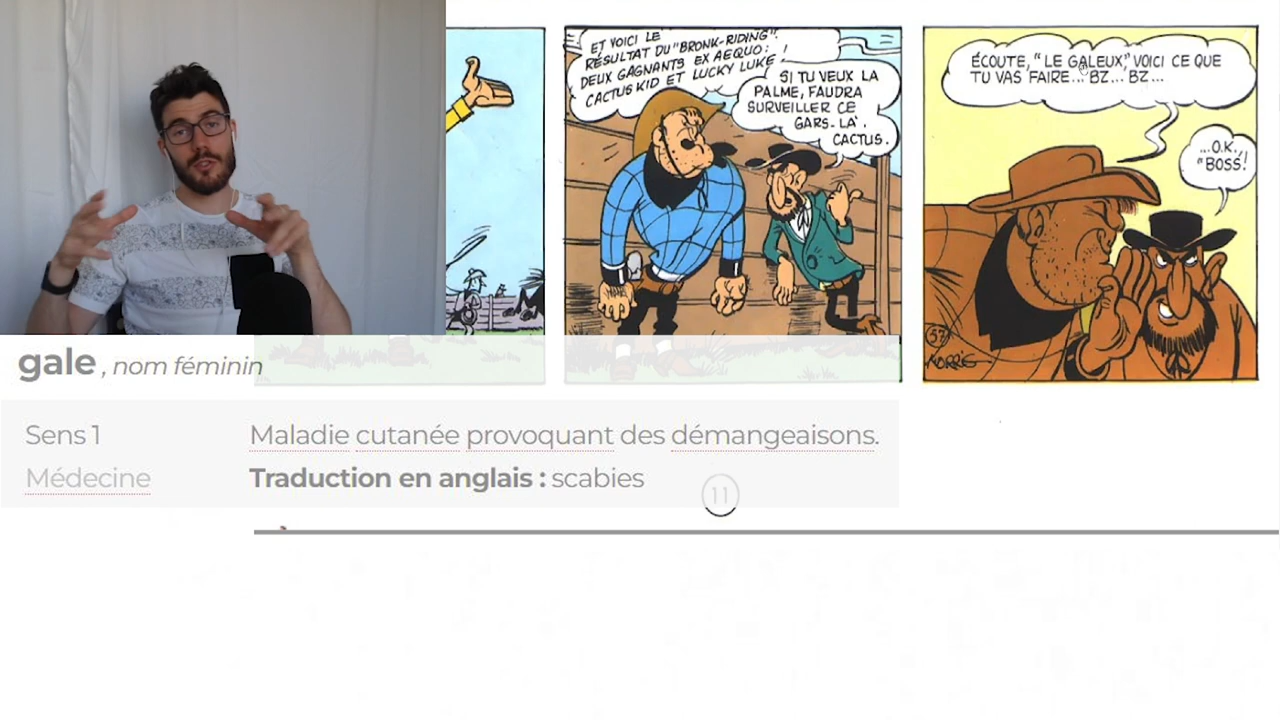 ET VOICI LE
RÉSULTAT DU "BRONK-RIDING":
DEUX GAGNANTS EX AEQUO:
CACTUS KID ET LUCKY LUKE!
SI TU VEUX LA
PALME, FAUDRA
SURVEILLER CE
GARS-LÀ,
CACTUS.
ÉCOUTE, "LE GALEUX," VOICI CE QUE
TU VAS FAIRE... BZ... BZ...
...O.K.,
"BOSS!
37
MORRIS
gale, nom féminin
Sens 1
Maladie cutanée provoquant des démangeaisons.
Médecine
Traduction en anglais : scabies
11